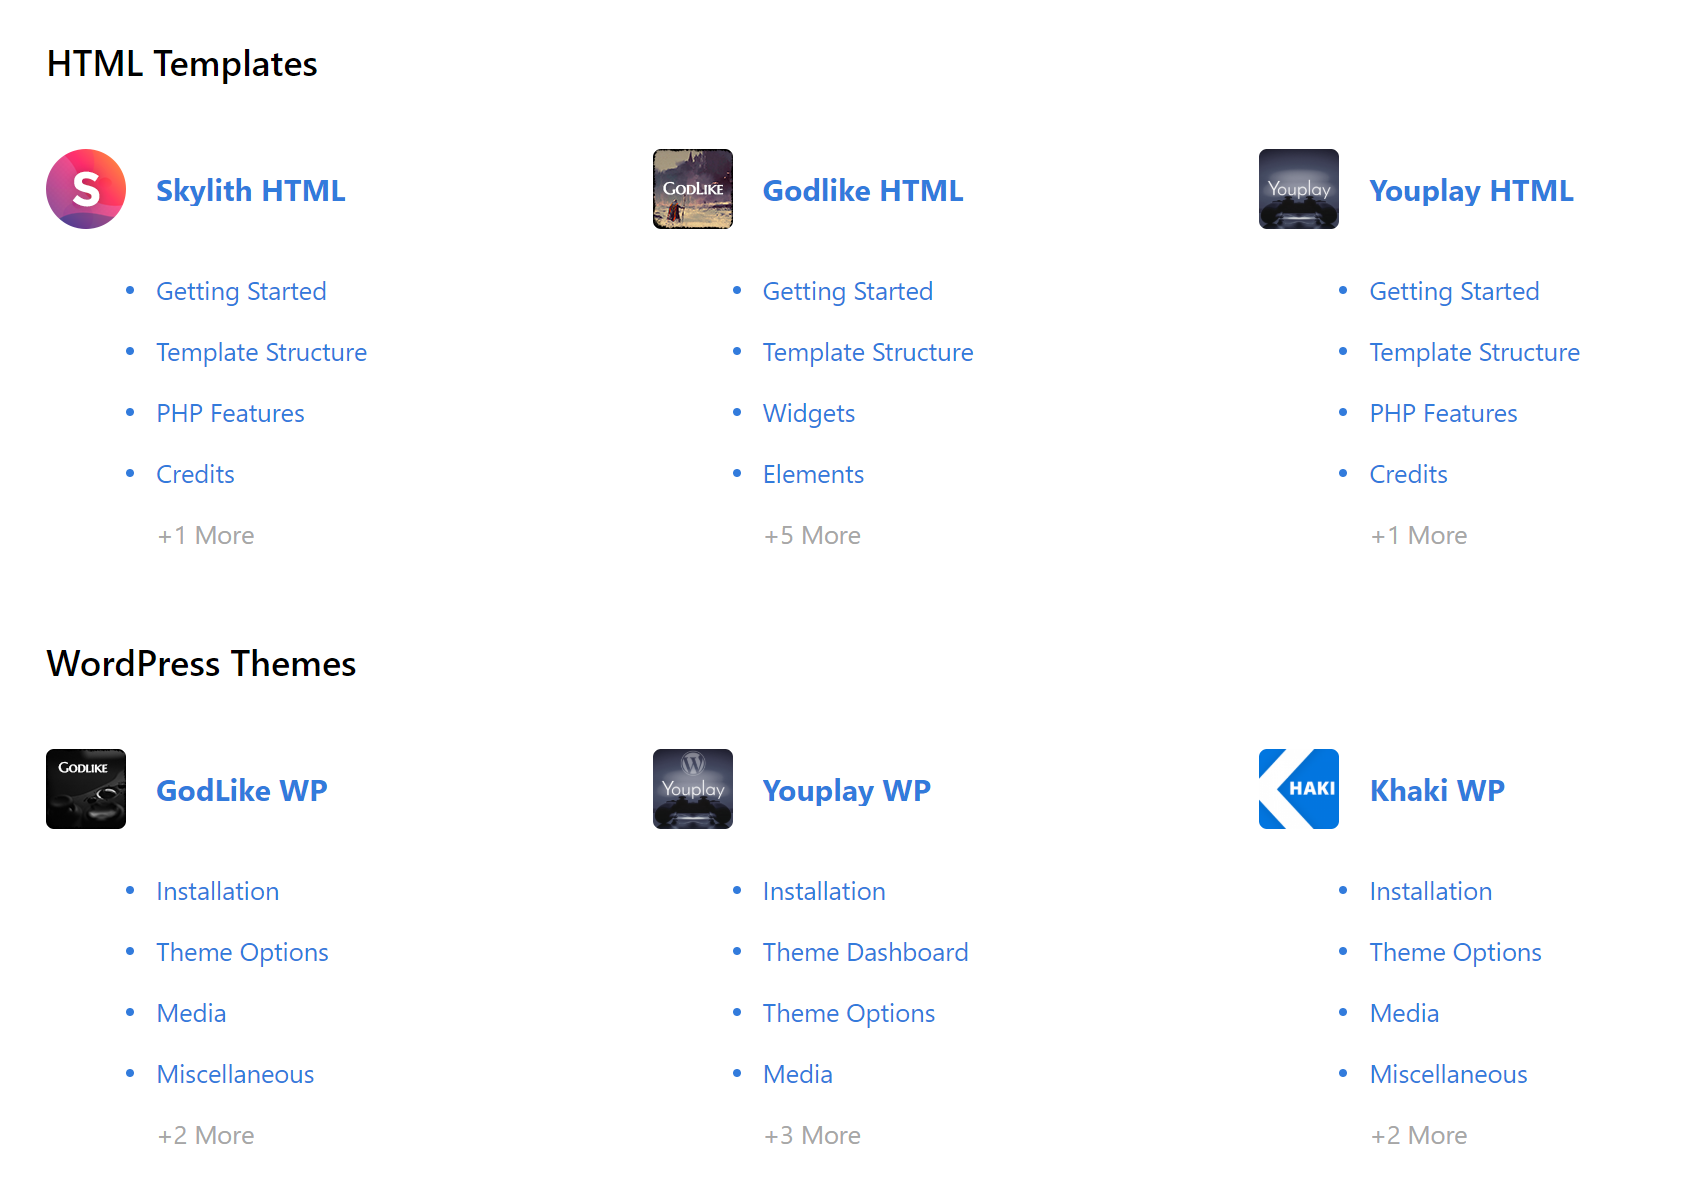 HTML Templates
S
Skylith HTML
• Getting Started
• Template Structure
• PHP Features
• Credits
+1 More
GODLIKE
Godlike HTML
• Getting Started
• Template Structure
• Widgets
• Elements
+5 More
Youplay
Youplay HTML
• Getting Started
• Template Structure
• PHP Features
• Credits
+1 More
WordPress Themes
GODLIKE
GodLike WP
• Installation
• Theme Options
• Media
• Miscellaneous
+2 More
W
Youplay
Youplay WP
• Installation
• Theme Dashboard
• Theme Options
• Media
+3 More
KHAKI
Khaki WP
• Installation
• Theme Options
• Media
• Miscellaneous
+2 More